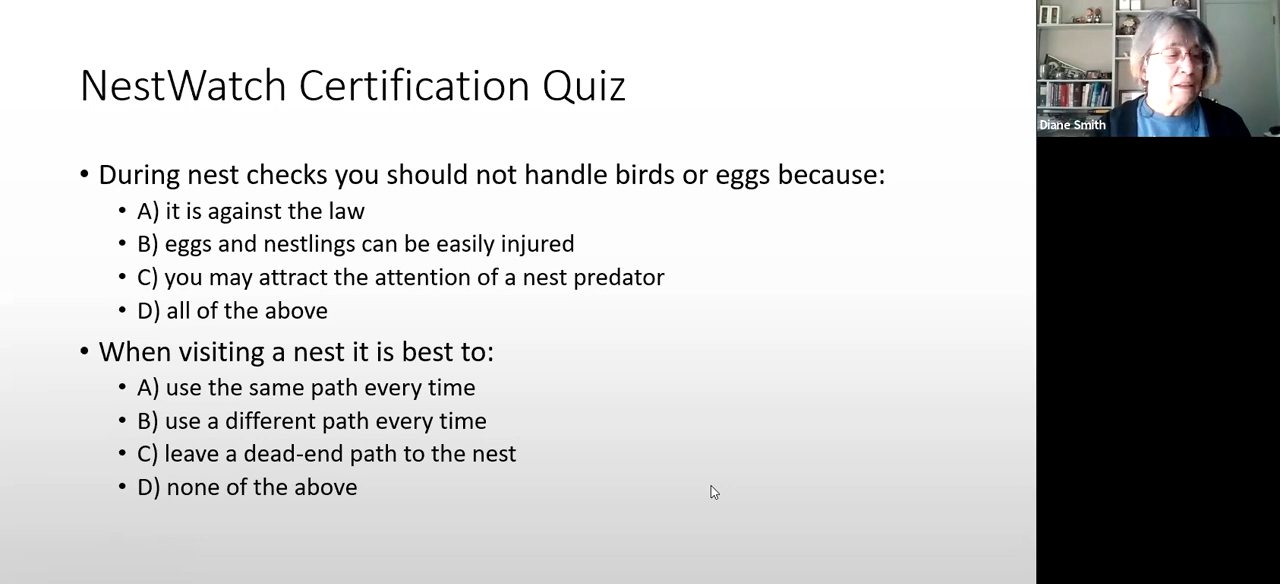 NestWatch Certification Quiz
• During nest checks you should not handle birds or eggs because:
• A) it is against the law
• B) eggs and nestlings can be easily injured
• C) you may attract the attention of a nest predator
• D) all of the above
• When visiting a nest it is best to:
• A) use the same path every time
• B) use a different path every time
• C) leave a dead-end path to the nest
• D) none of the above
Diane Smith